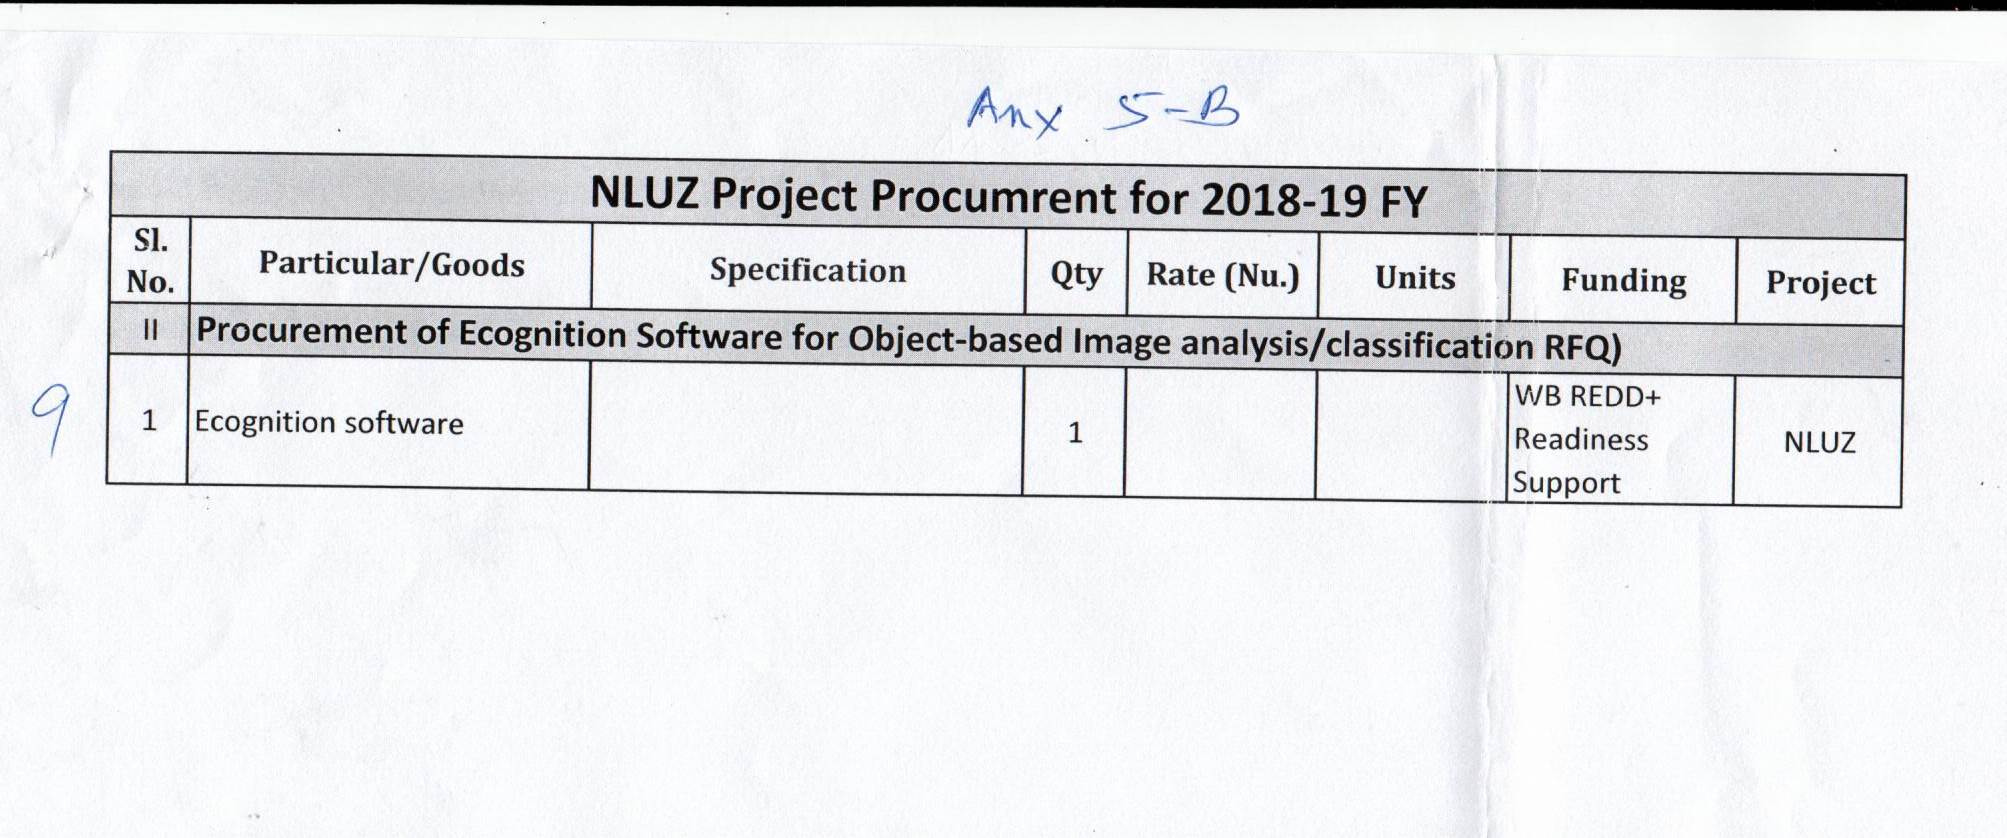 Anx 5-B
NLUZ Project Procumrent for 2018-19 FY
Sl. No. Particular/Goods Specification Qty Rate (Nu.) Units Funding Project
II Procurement of Ecognition Software for Object-based Image analysis/classification RFQ)
9
1 Ecognition software 1 WB REDD+ Readiness Support NLUZ